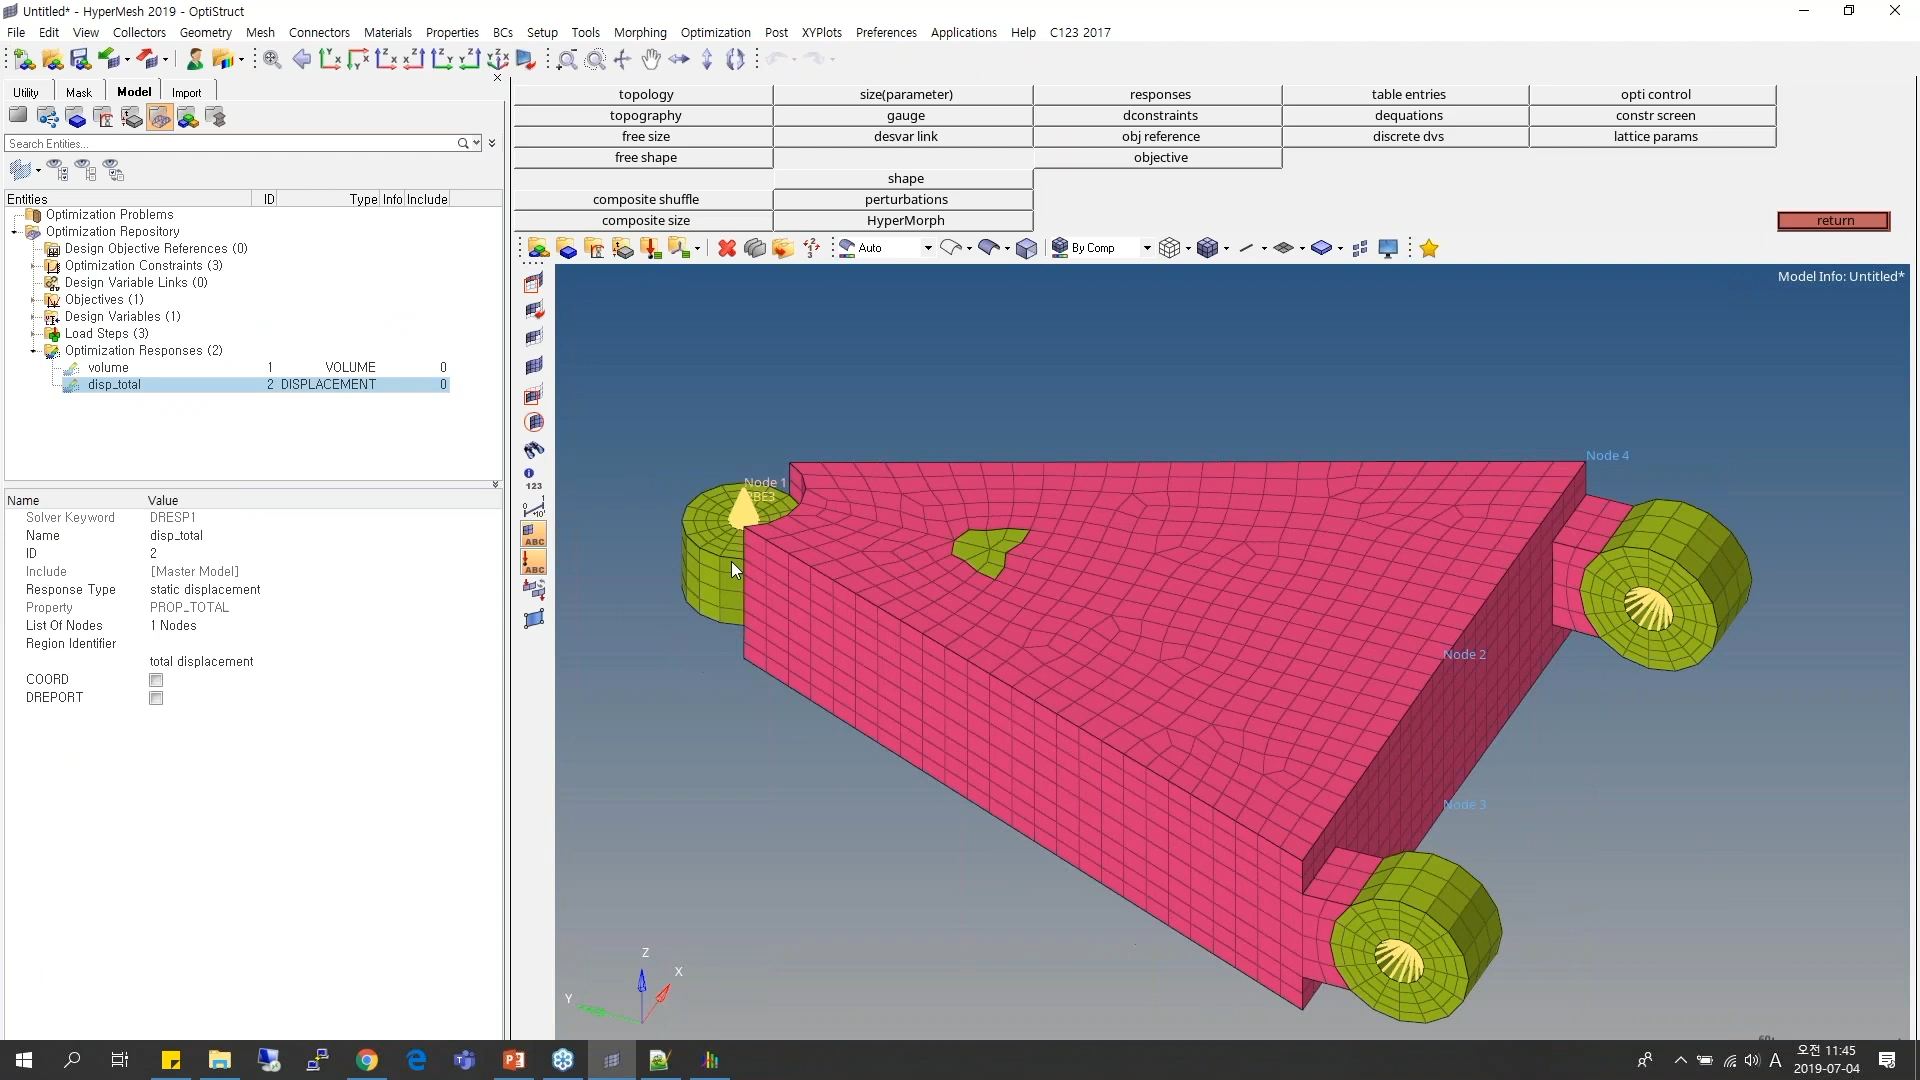 Untitled* - HyperMesh 2019 - OptiStruct
File Edit View Collectors Geometry Mesh Connectors Materials Properties BCs Setup Tools Morphing Optimization Post XYPlots Preferences Applications Help C123 2017
Utility Mask Model Import
Search Entities...
Entities ID Type Info Include
Optimization Problems
Optimization Repository
Design Objective References (0)
Optimization Constraints (3)
Design Variable Links (0)
Objectives (1)
Design Variables (1)
Load Steps (3)
Optimization Responses (2)
volume 1 VOLUME 0
disp_total 2 DISPLACEMENT 0
Name Value
Solver Keyword DRESP1
Name disp_total
ID 2
Include [Master Model]
Response Type static displacement
Property PROP_TOTAL
List Of Nodes 1 Nodes
Region Identifier
total displacement
COORD
DREPORT
topology size(parameter) responses table entries opti control
topography gauge dconstraints dequations constr screen
free size desvar link obj reference discrete dvs lattice params
free shape objective
shape
composite shuffle perturbations
composite size HyperMorph return
Auto By Comp
Model Info: Untitled*
123
ABC
ABC
Node 4
Node 1
Node 2
Node 3
Z
X
Y
A 오전 11:45
2019-07-04